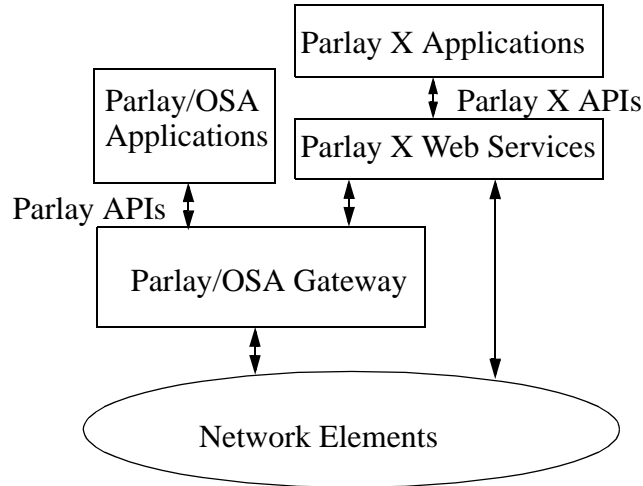 Parlay X Applications
Parlay/OSA
Applications
Parlay X APIs
Parlay X Web Services
Parlay APIs
Parlay/OSA Gateway
Network Elements